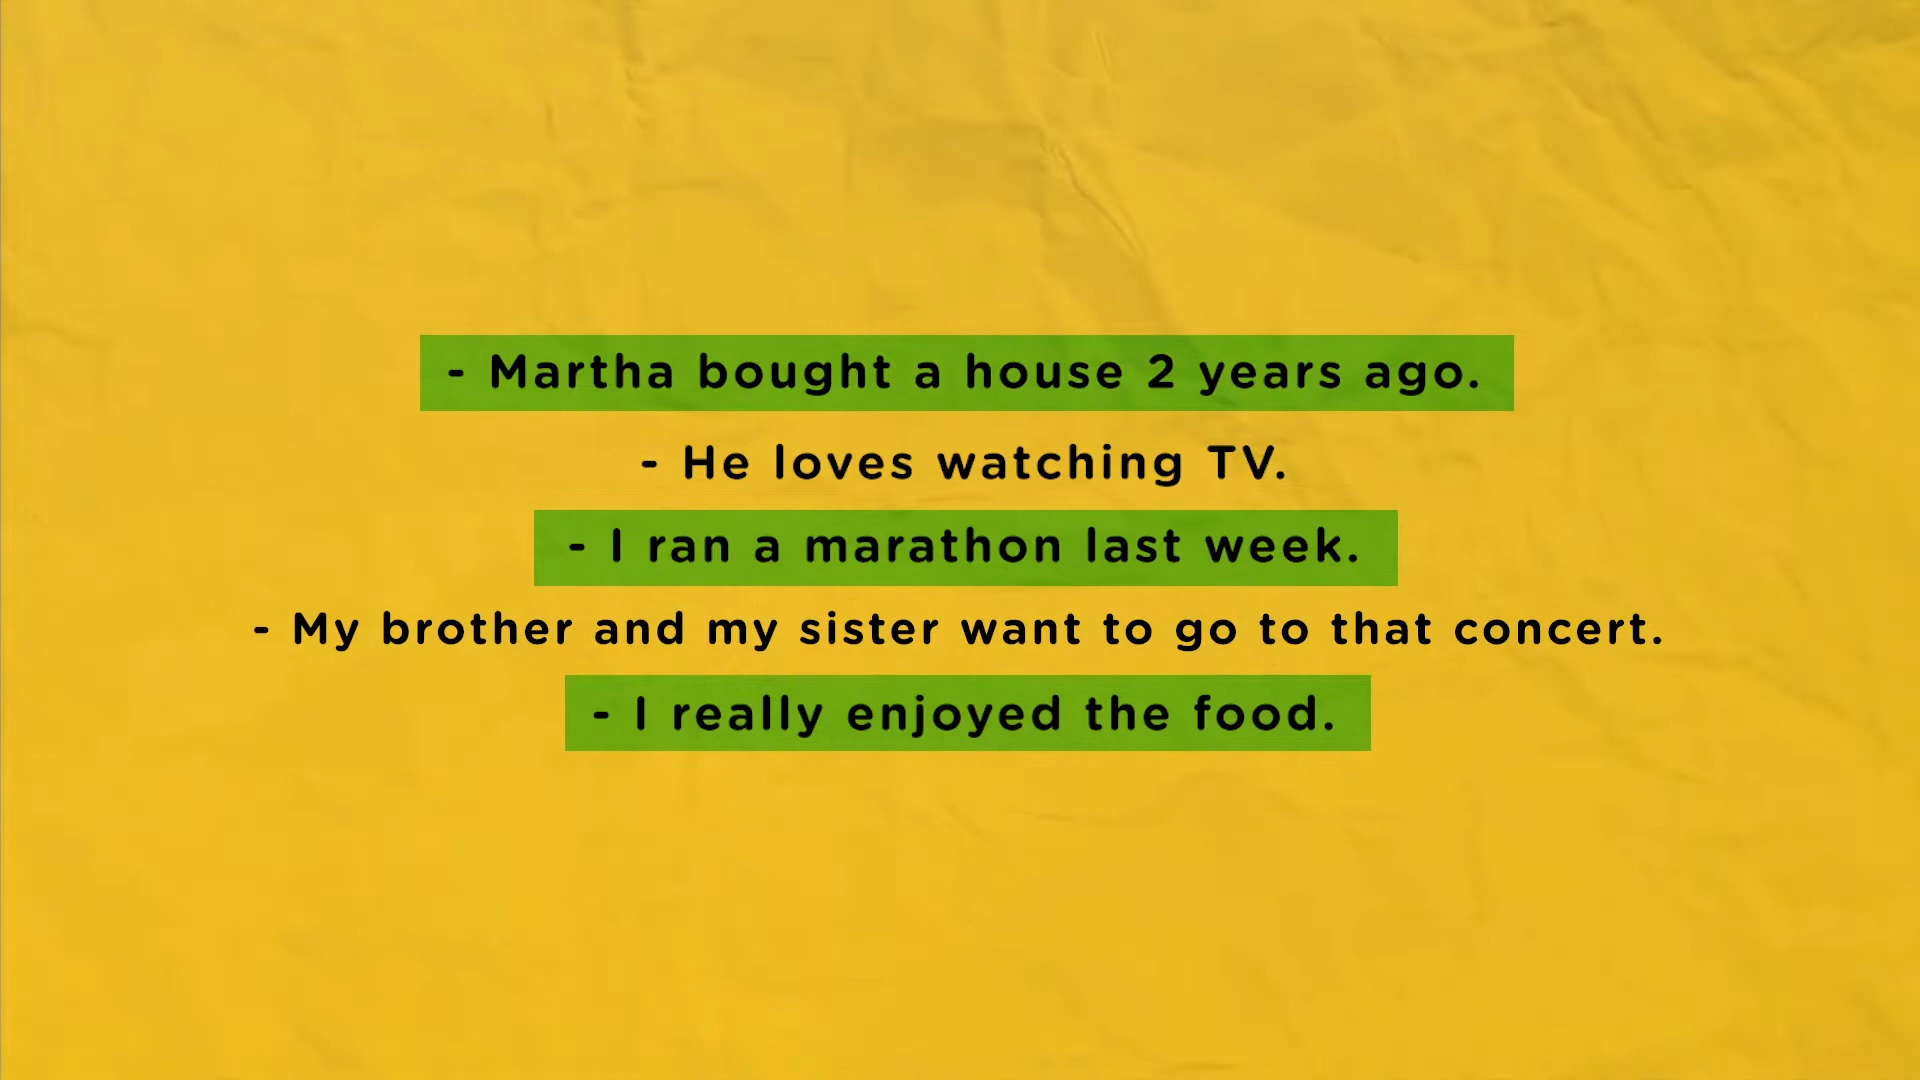 - Martha bought a house 2 years ago.
- He loves watching TV.
- I ran a marathon last week.
- My brother and my sister want to go to that concert.
- I really enjoyed the food.